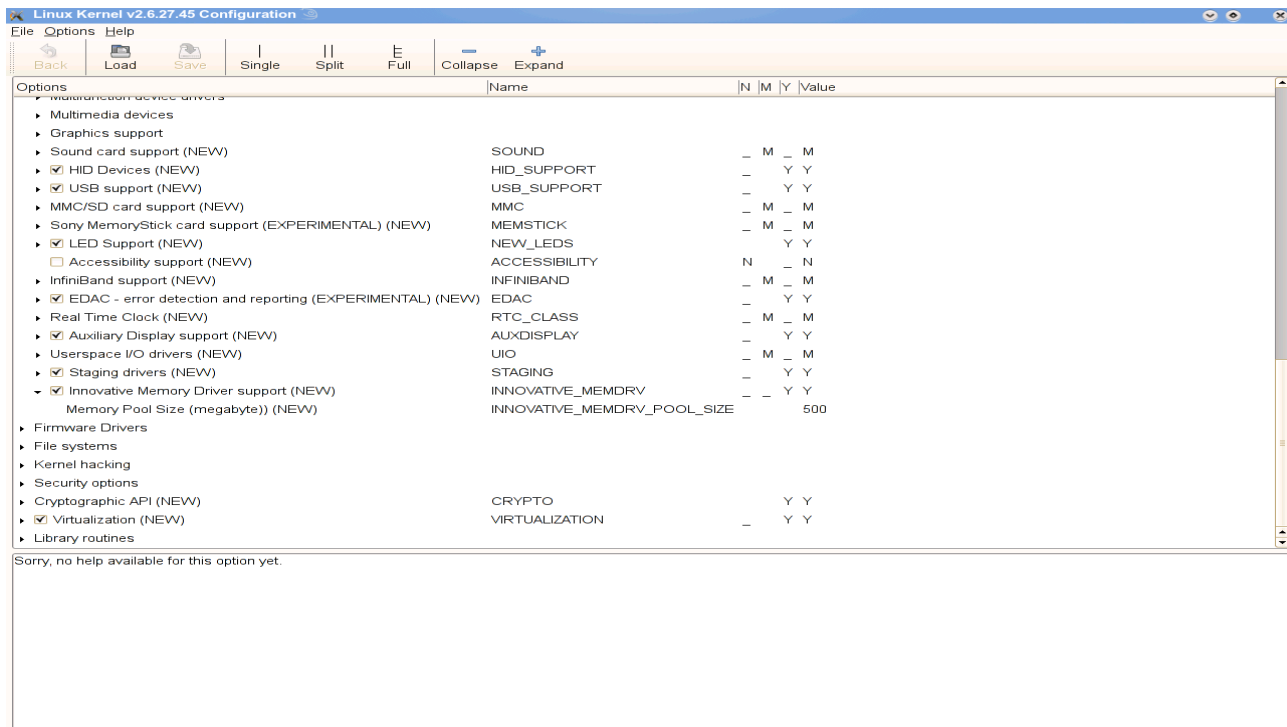 Linux Kernel v2.6.27.45 Configuration
File Options Help
Back Load Save Single Split Full Collapse Expand
Options Name N M Y Value
Multifunction device drivers
Multimedia devices
Graphics support
Sound card support (NEW) SOUND _ M _ M
HID Devices (NEW) HID_SUPPORT _ Y Y
USB support (NEW) USB_SUPPORT _ Y Y
MMC/SD card support (NEW) MMC _ M _ M
Sony MemoryStick card support (EXPERIMENTAL) (NEW) MEMSTICK _ M _ M
LED Support (NEW) NEW_LEDS Y Y
Accessibility support (NEW) ACCESSIBILITY N _ N
InfiniBand support (NEW) INFINIBAND _ M _ M
EDAC - error detection and reporting (EXPERIMENTAL) (NEW) EDAC _ Y Y
Real Time Clock (NEW) RTC_CLASS _ M _ M
Auxiliary Display support (NEW) AUXDISPLAY _ Y Y
Userspace I/O drivers (NEW) UIO _ M _ M
Staging drivers (NEW) STAGING _ Y Y
Innovative Memory Driver support (NEW) INNOVATIVE_MEMDRV _ _ Y Y
Memory Pool Size (megabyte)) (NEW) INNOVATIVE_MEMDRV_POOL_SIZE 500
Firmware Drivers
File systems
Kernel hacking
Security options
Cryptographic API (NEW) CRYPTO Y Y
Virtualization (NEW) VIRTUALIZATION _ Y Y
Library routines
Sorry, no help available for this option yet.